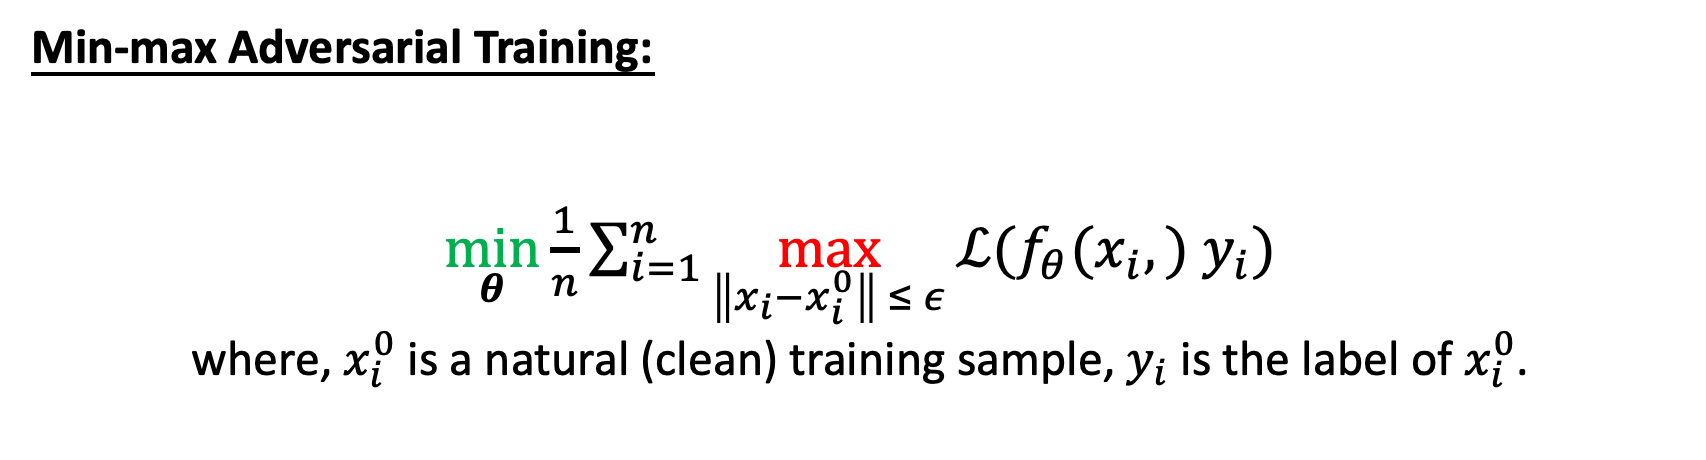 Min-max Adversarial Training:
min_θ 1/n ∑_{i=1}^{n} max_{‖x_i−x_i^0‖ ≤ ϵ} ℒ(f_θ(x_i,) y_i)
where, x_i^0 is a natural (clean) training sample, y_i is the label of x_i^0.